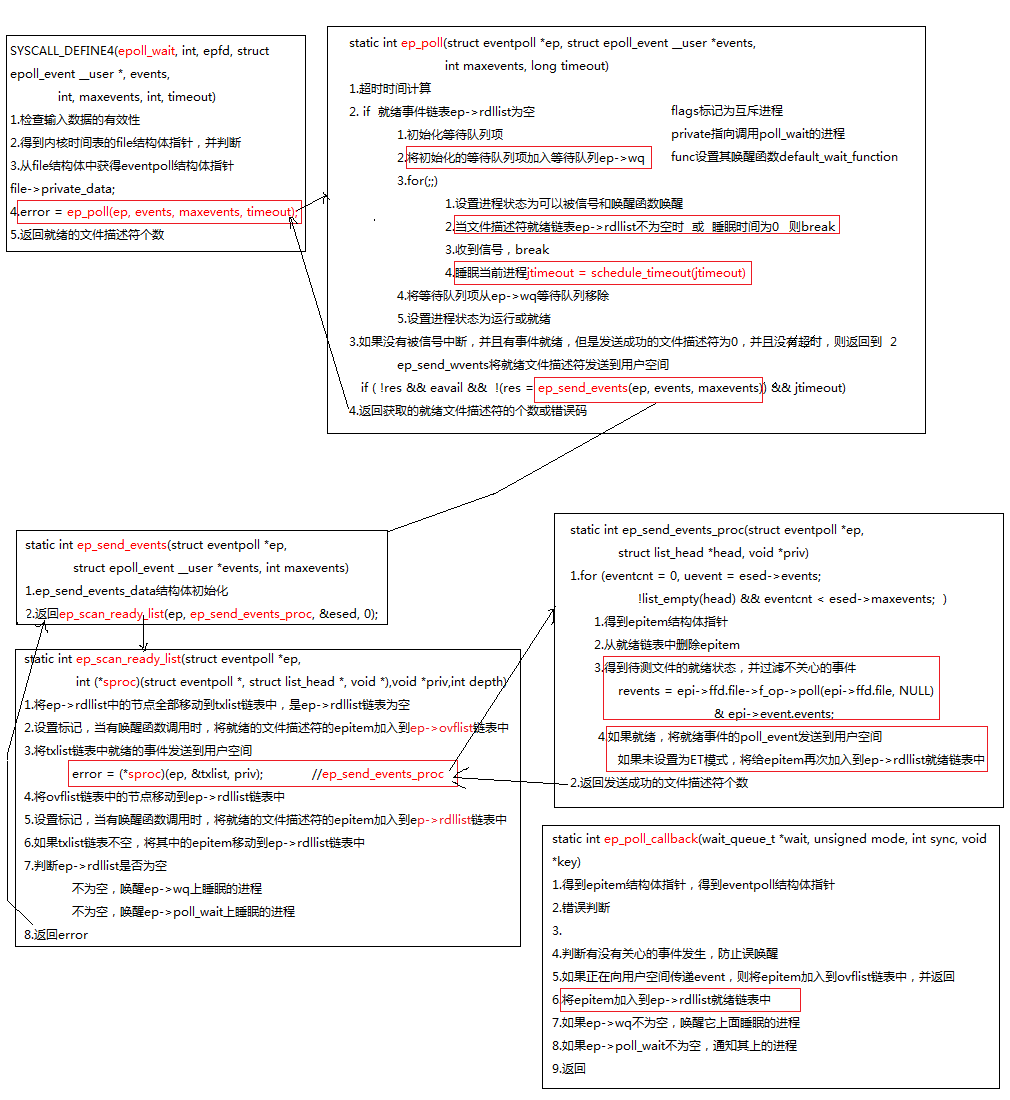 SYSCALL_DEFINE4(epoll_wait, int, epfd, struct
epoll_event __user *, events,
int, maxevents, int, timeout)
1.检查输入数据的有效性
2.得到内核时间表的file结构体指针，并判断
3.从file结构体中获得eventpoll结构体指针
file->private_data;
4.error = ep_poll(ep, events, maxevents, timeout);
5.返回就绪的文件描述符个数
static int ep_poll(struct eventpoll *ep, struct epoll_event __user *events,
int maxevents, long timeout)
1.超时时间计算
2. if 就绪事件链表ep->rdllist为空
1.初始化等待队列项
2.将初始化的等待队列项加入等待队列ep->wq
flags标记为互斥进程
private指向调用poll_wait的进程
func设置其唤醒函数default_wait_function
3.for(;;)
1.设置进程状态为可以被信号和唤醒函数唤醒
2.当文件描述符就绪链表ep->rdllist不为空时 或 睡眠时间为0 则break
3.收到信号，break
4.睡眠当前进程jtimeout = schedule_timeout(jtimeout)
4.将等待队列项从ep->wq等待队列移除
5.设置进程状态为运行或就绪
3.如果没有被信号中断，并且有事件就绪，但是发送成功的文件描述符为0，并且没有超时，则返回到 2
ep_send_wvents将就绪文件描述符发送到用户空间
if ( !res && eavail && !(res = ep_send_events(ep, events, maxevents)) && jtimeout)
4.返回获取的就绪文件描述符的个数或错误码
static int ep_send_events(struct eventpoll *ep,
struct epoll_event __user *events, int maxevents)
1.ep_send_events_data结构体初始化
2.返回ep_scan_ready_list(ep, ep_send_events_proc, &esed, 0);
static int ep_scan_ready_list(struct eventpoll *ep,
int (*sproc)(struct eventpoll *, struct list_head *, void *),void *priv,int depth)
1.将ep->rdllist中的节点全部移动到txlist链表中，是ep->rdllist链表为空
2.设置标记，当有唤醒函数调用时，将就绪的文件描述符的epitem加入到ep->ovflist链表中
3.将txlist链表中就绪的事件发送到用户空间
error = (*sproc)(ep, &txlist, priv); //ep_send_events_proc
4.将ovflist链表中的节点移动到ep->rdllist链表中
5.设置标记，当有唤醒函数调用时，将就绪的文件描述符的epitem加入到ep->rdllist链表中
6.如果txlist链表不空，将其中的epitem移动到ep->rdllist链表中
7.判断ep->rdllist是否为空
不为空，唤醒ep->wq上睡眠的进程
不为空，唤醒ep->poll_wait上睡眠的进程
8.返回error
static int ep_send_events_proc(struct eventpoll *ep,
struct list_head *head, void *priv)
1.for (eventcnt = 0, uevent = esed->events;
!list_empty(head) && eventcnt < esed->maxevents; )
1.得到epitem结构体指针
2.从就绪链表中删除epitem
3.得到待测文件的就绪状态，并过滤不关心的事件
revents = epi->ffd.file->f_op->poll(epi->ffd.file, NULL)
& epi->event.events;
4.如果就绪，将就绪事件的poll_event发送到用户空间
如果未设置为ET模式，将给epitem再次加入到ep->rdllist就绪链表中
2.返回发送成功的文件描述符个数
static int ep_poll_callback(wait_queue_t *wait, unsigned mode, int sync, void
*key)
1.得到epitem结构体指针，得到eventpoll结构体指针
2.错误判断
3.
4.判断有没有关心的事件发生，防止误唤醒
5.如果正在向用户空间传递event，则将epitem加入到ovflist链表中，并返回
6.将epitem加入到ep->rdllist就绪链表中
7.如果ep->wq不为空，唤醒它上面睡眠的进程
8.如果ep->poll_wait不为空，通知其上的进程
9.返回